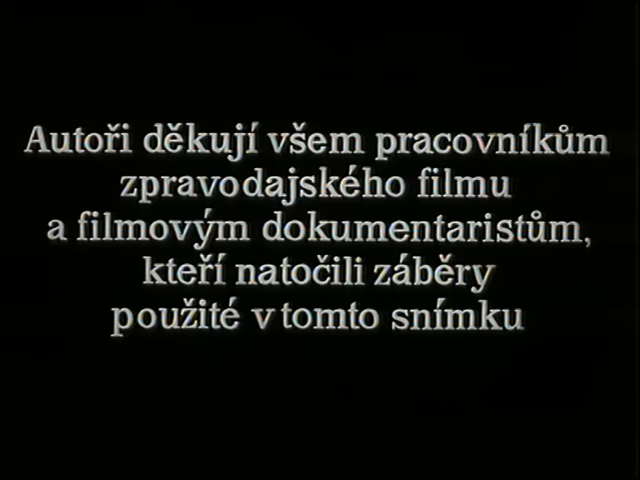 Autoři děkují všem pracovníkům
zpravodajského filmu
a filmovým dokumentaristům,
kteří natočili záběry
použité v tomto snímku